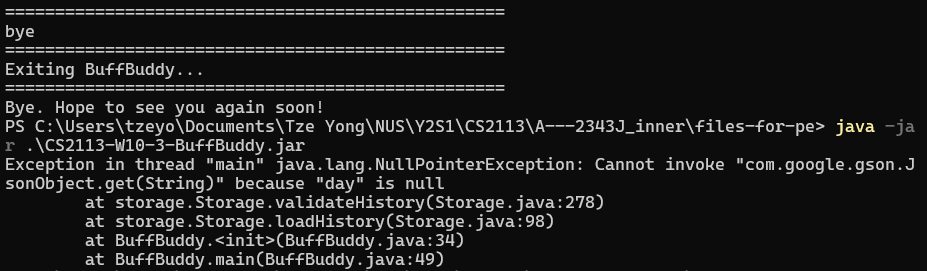 ==================================================
bye
==================================================
Exiting BuffBuddy...
==================================================
Bye. Hope to see you again soon!
PS C:\Users\tzeyo\Documents\Tze Yong\NUS\Y2S1\CS2113\A---2343J_inner\files-for-pe> java -ja
r .\CS2113-W10-3-BuffBuddy.jar
Exception in thread "main" java.lang.NullPointerException: Cannot invoke "com.google.gson.J
sonObject.get(String)" because "day" is null
        at storage.Storage.validateHistory(Storage.java:278)
        at storage.Storage.loadHistory(Storage.java:98)
        at BuffBuddy.<init>(BuffBuddy.java:34)
        at BuffBuddy.main(BuffBuddy.java:49)